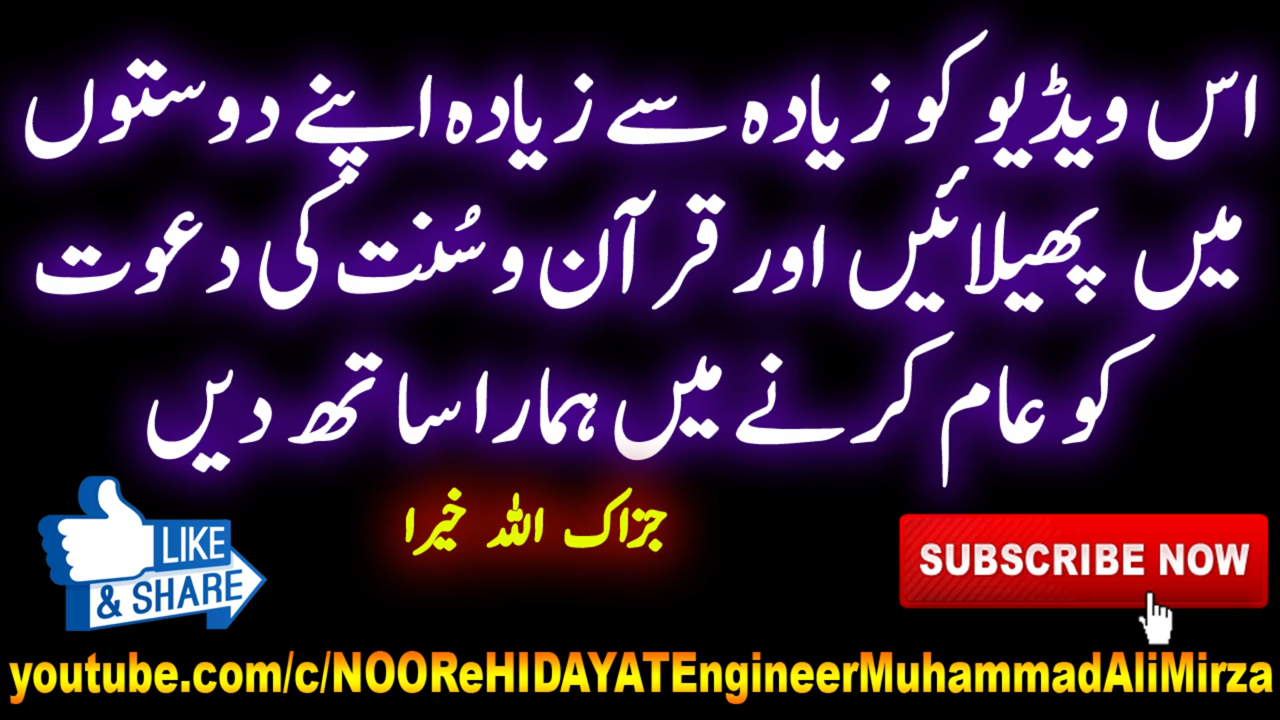 اس ویڈیو کو زیادہ سے زیادہ اپنے دوستوں
میں پھیلائیں اور قرآن و سُنت کی دعوت
کو عام کرنے میں ہمارا ساتھ دیں
جزاک اللہ خیرا
LIKE
& SHARE
SUBSCRIBE NOW
youtube.com/c/NOOReHIDAYATEngineerMuhammadAliMirza